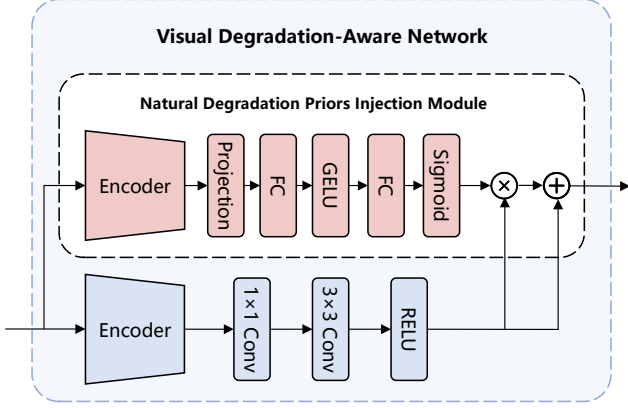 Visual Degradation-Aware Network
Natural Degradation Priors Injection Module
Encoder
Projection
FC
GELU
FC
Sigmoid
Encoder
1×1 Conv
3×3 Conv
RELU